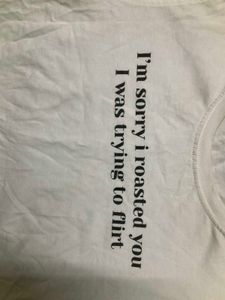 I'm sorry i roasted you
I was trying to flirt